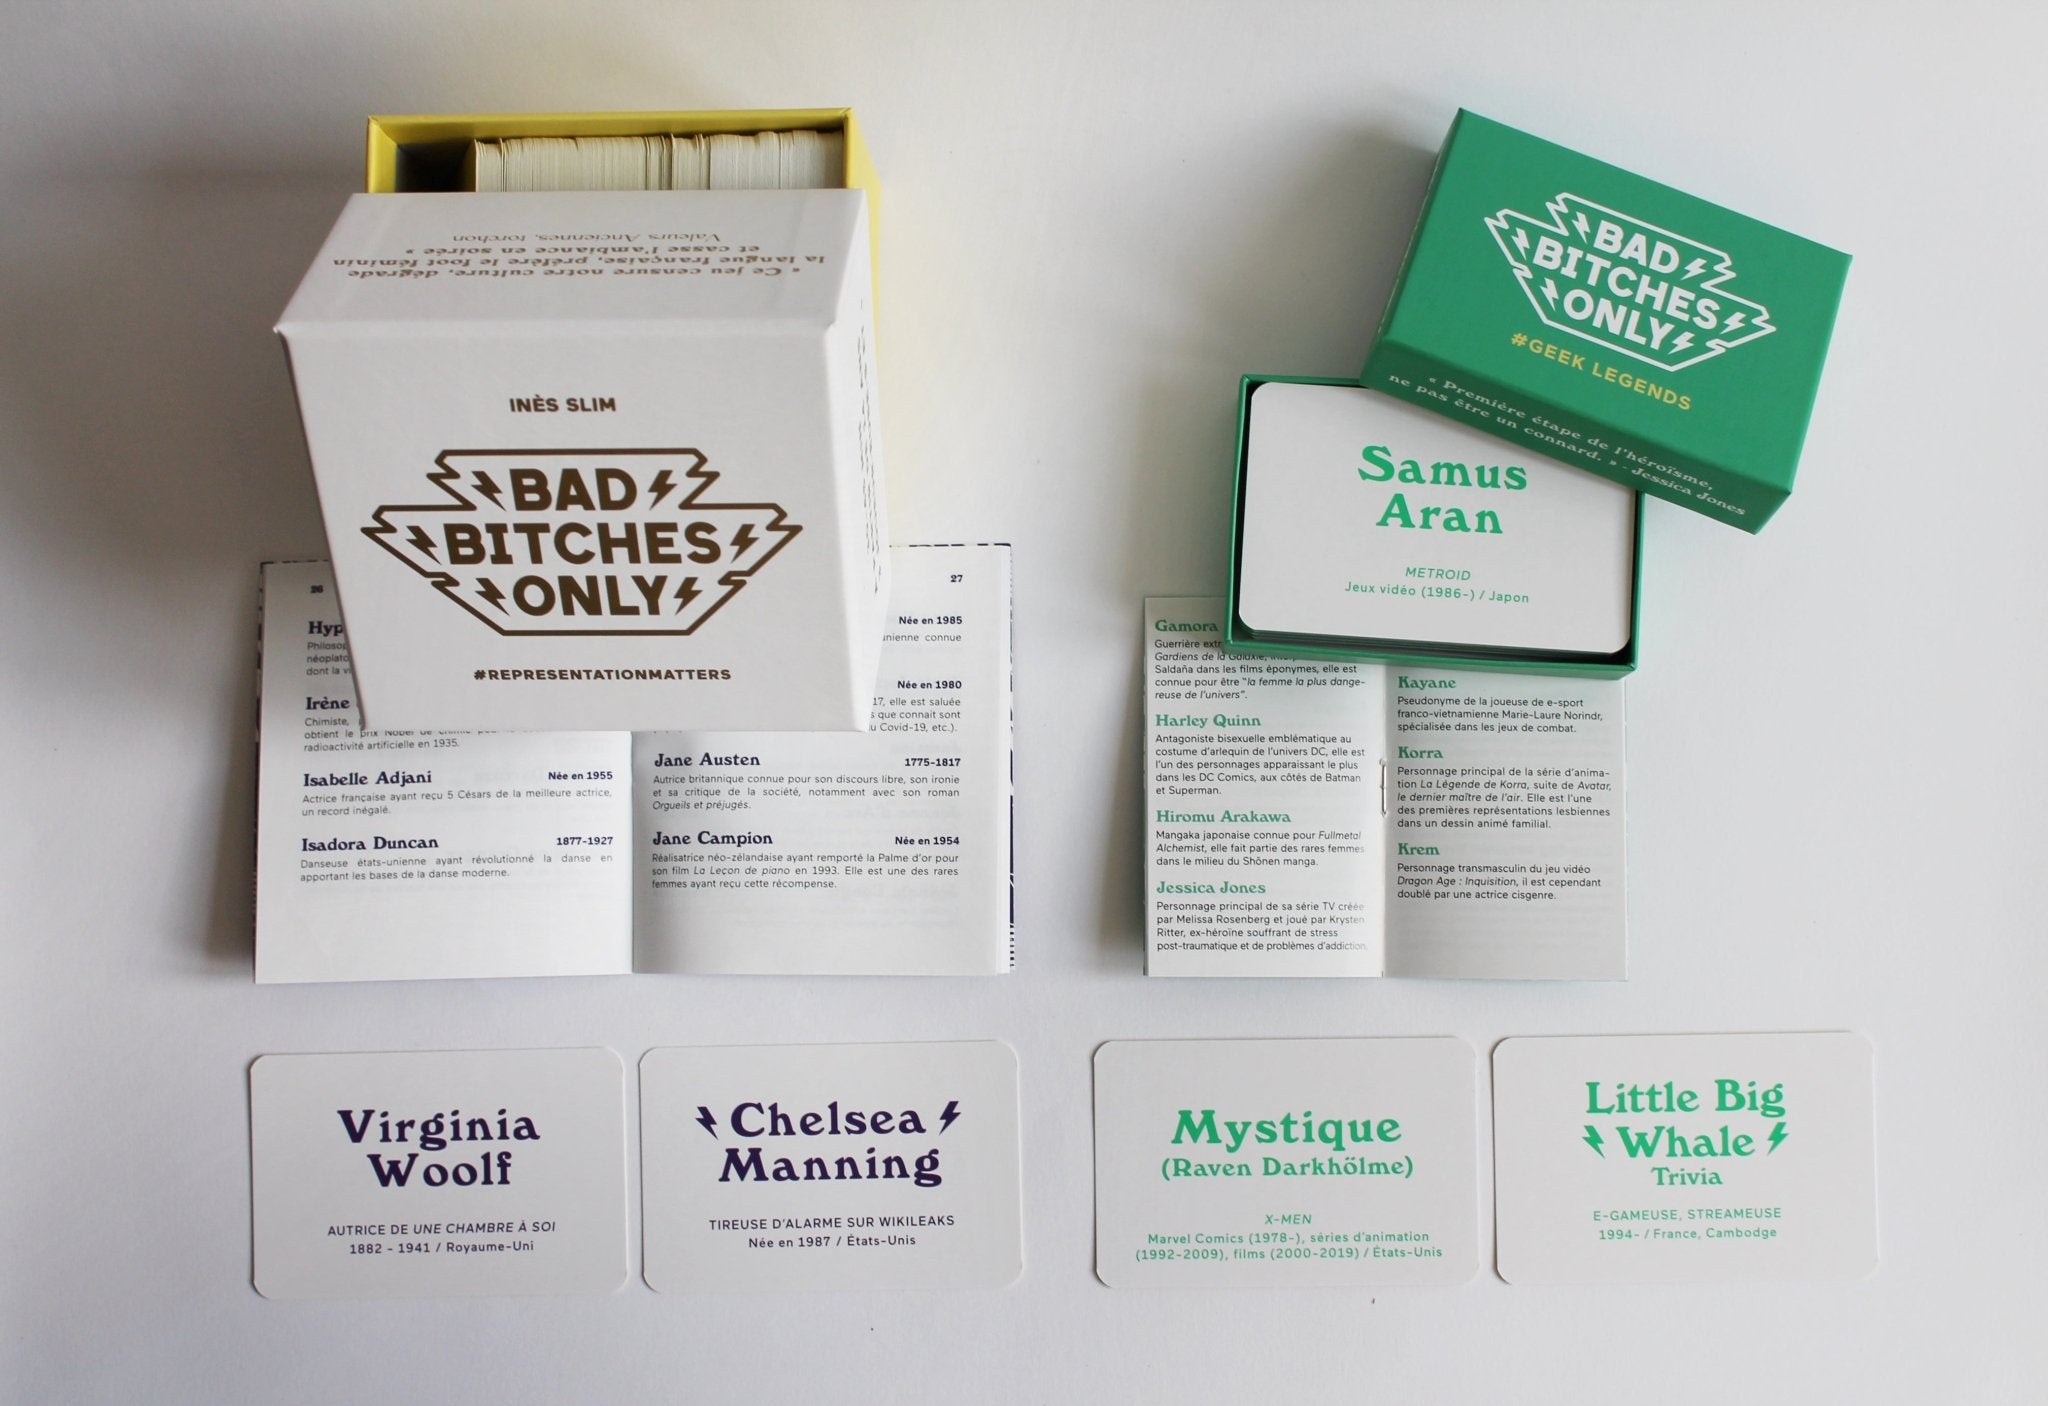 « Ce jeu censure notre culture, dégrade
la langue française, préfère le foot féminin
et casse l'ambiance en soirée »
Valeurs Anciennes, torchon
INÈS SLIM
BAD
BITCHES
ONLY
#REPRESENTATIONMATTERS
26
Hyp
Philosop
néoplato
dont la vi
Irène
Chimiste,
obtient le prix Nobel de chimie
radioactivité artificielle en 1935.
Isabelle Adjani Née en 1955
Actrice française ayant reçu 5 Césars de la meilleure actrice,
un record inégalé.
Isadora Duncan 1877-1927
Danseuse états-unienne ayant révolutionné la danse en
apportant les bases de la danse moderne.
27
Née en 1985
unienne connue
Née en 1980
17, elle est saluée
s que connait sont
u Covid-19, etc.).
Jane Austen 1775-1817
Autrice britannique connue pour son discours libre, son ironie
et sa critique de la société, notamment avec son roman
Orgueils et préjugés.
Jane Campion Née en 1954
Réalisatrice néo-zélandaise ayant remporté la Palme d'or pour
son film La Leçon de piano en 1993. Elle est une des rares
femmes ayant reçu cette récompense.
Virginia
Woolf
AUTRICE DE UNE CHAMBRE À SOI
1882 - 1941 / Royaume-Uni
Chelsea
Manning
TIREUSE D'ALARME SUR WIKILEAKS
Née en 1987 / États-Unis
BAD
BITCHES
ONLY
#GEEK LEGENDS
« Première étape de l'héroïsme,
ne pas être un connard. » - Jessica Jones
Samus
Aran
METROID
Jeux vidéo (1986-) / Japon
Gamora
Guerrière extr
Gardiens de la Galaxie,
Saldaña dans les films éponymes, elle est
connue pour être "la femme la plus dange-
reuse de l'univers".
Harley Quinn
Antagoniste bisexuelle emblématique au
costume d'arlequin de l'univers DC, elle est
l'un des personnages apparaissant le plus
dans les DC Comics, aux côtés de Batman
et Superman.
Hiromu Arakawa
Mangaka japonaise connue pour Fullmetal
Alchemist, elle fait partie des rares femmes
dans le milieu du Shônen manga.
Jessica Jones
Personnage principal de sa série TV créée
par Melissa Rosenberg et joué par Krysten
Ritter, ex-héroïne souffrant de stress
post-traumatique et de problèmes d'addiction.
Kayane
Pseudonyme de la joueuse de e-sport
franco-vietnamienne Marie-Laure Norindr,
spécialisée dans les jeux de combat.
Korra
Personnage principal de la série d'anima-
tion La Légende de Korra, suite de Avatar,
le dernier maître de l'air. Elle est l'une
des premières représentations lesbiennes
dans un dessin animé familial.
Krem
Personnage transmasculin du jeu vidéo
Dragon Age : Inquisition, il est cependant
doublé par une actrice cisgenre.
Mystique
(Raven Darkhölme)
X-MEN
Marvel Comics (1978-), séries d'animation
(1992-2009), films (2000-2019) / États-Unis
Little Big
Whale
Trivia
E-GAMEUSE, STREAMEUSE
1994- / France, Cambodge